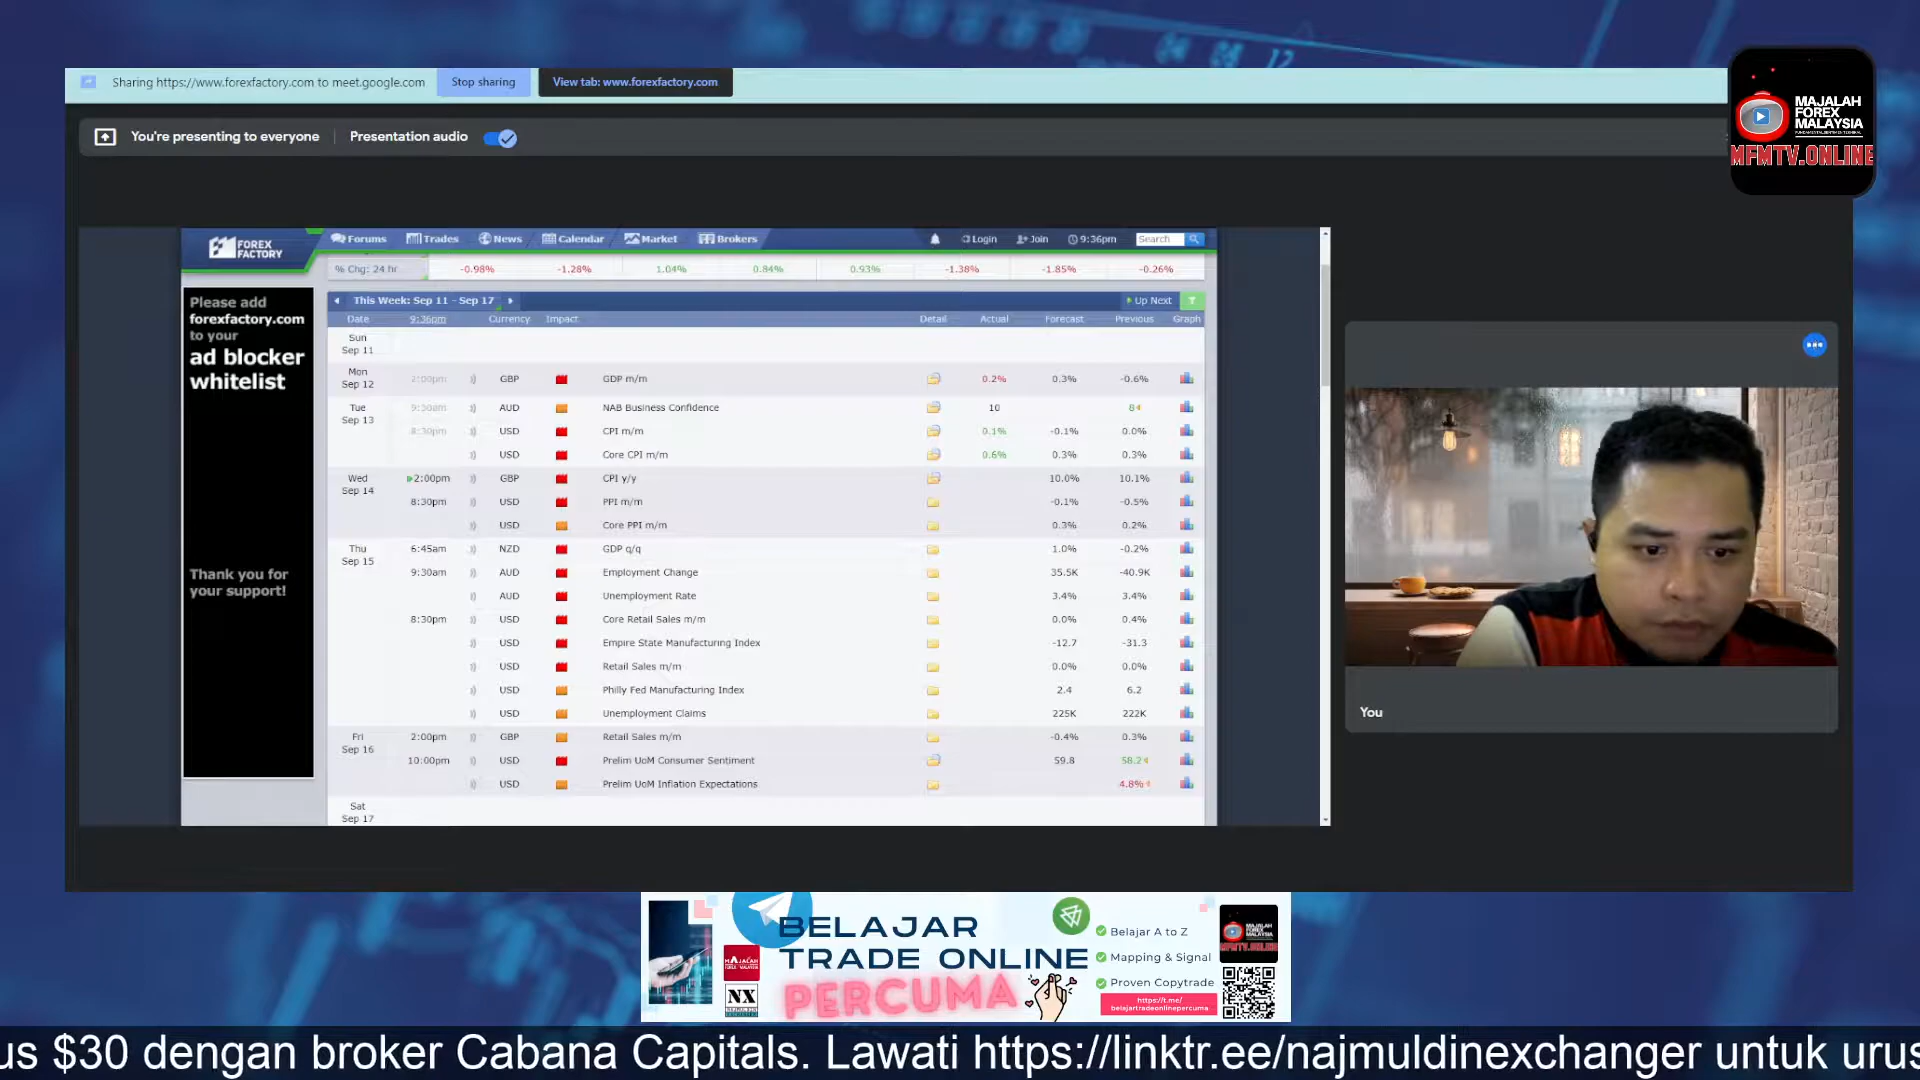 Sharing https://www.forexfactory.com to meet.google.com Stop sharing View tab: www.forexfactory.com
You're presenting to everyone Presentation audio
MAJALAH
FOREX
MALAYSIA
MFMTV.ONLINE
FOREX
FACTORY
Forums Trades News Calendar Market Brokers Login Join 9:36pm Search
% Chg: 24 hr -0.98% -1.28% 1.04% 0.84% 0.93% -1.38% -1.85% -0.26%
Please add
forexfactory.com
to your
ad blocker
whitelist
Thank you for
your support!
This Week: Sep 11 - Sep 17 Up Next
Date 9:36pm Currency Impact Detail Actual Forecast Previous Graph
Sun
Sep 11
Mon
Sep 12 2:00pm GBP GDP m/m 0.2% 0.3% -0.6%
Tue
Sep 13 9:30am AUD NAB Business Confidence 10 8
8:30pm USD CPI m/m 0.1% -0.1% 0.0%
USD Core CPI m/m 0.6% 0.3% 0.3%
Wed
Sep 14 2:00pm GBP CPI y/y 10.0% 10.1%
8:30pm USD PPI m/m -0.1% -0.5%
USD Core PPI m/m 0.3% 0.2%
Thu
Sep 15 6:45am NZD GDP q/q 1.0% -0.2%
9:30am AUD Employment Change 35.5K -40.9K
AUD Unemployment Rate 3.4% 3.4%
8:30pm USD Core Retail Sales m/m 0.0% 0.4%
USD Empire State Manufacturing Index -12.7 -31.3
USD Retail Sales m/m 0.0% 0.0%
USD Philly Fed Manufacturing Index 2.4 6.2
USD Unemployment Claims 225K 222K
Fri
Sep 16 2:00pm GBP Retail Sales m/m -0.4% 0.3%
10:00pm USD Prelim UoM Consumer Sentiment 59.8 58.2
USD Prelim UoM Inflation Expectations 4.8%
Sat
Sep 17
You
BELAJAR
TRADE ONLINE
PERCUMA
NX
Belajar A to Z
Mapping & Signal
Proven Copytrade
https://t.me/
belajartradeonlinepercuma
us $30 dengan broker Cabana Capitals. Lawati https://linktr.ee/najmuldinexchanger untuk urus